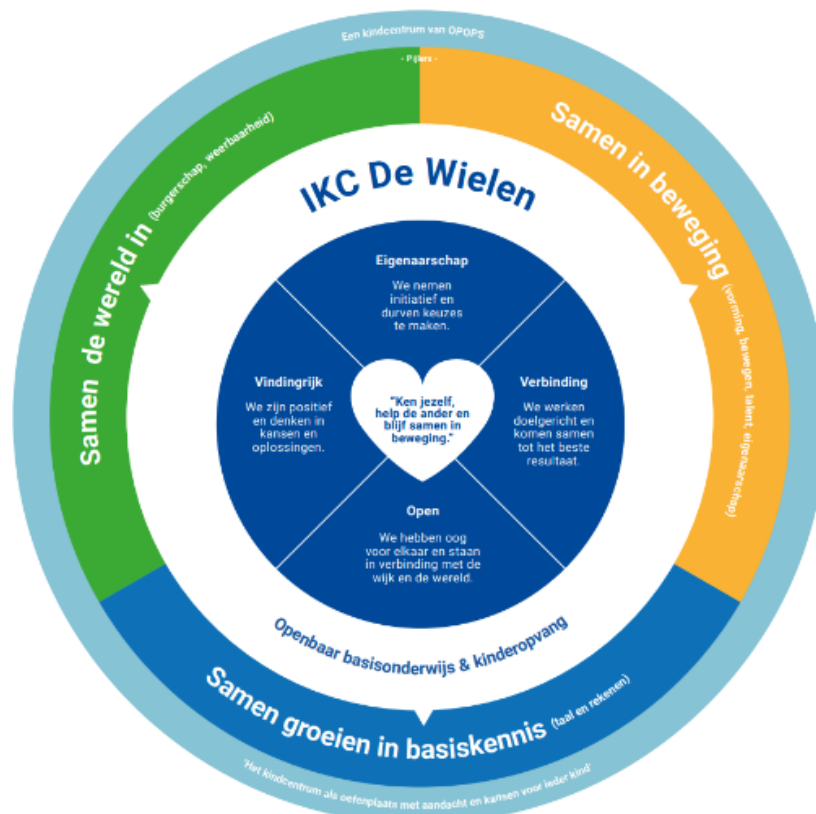 Een kindcentrum van OPOPS
- Pijlers -
Samen de wereld in (burgerschap, weerbaarheid)
Samen in beweging (vorming, bewegen, talent, eigenaarschap)
IKC De Wielen
Eigenaarschap
We nemen
initiatief en
durven keuzes
te maken.
Vindingrijk
We zijn positief
en denken in
kansen en
oplossingen.
"Ken jezelf,
help de ander en
blijf samen in
beweging."
Verbinding
We werken
doelgericht en
komen samen
tot het beste
resultaat.
Open
We hebben oog
voor elkaar en staan
in verbinding met de
wijk en de wereld.
Openbaar basisonderwijs & kinderopvang
Samen groeien in basiskennis (taal en rekenen)
'Het kindcentrum als oefenplaats met aandacht en kansen voor ieder kind'